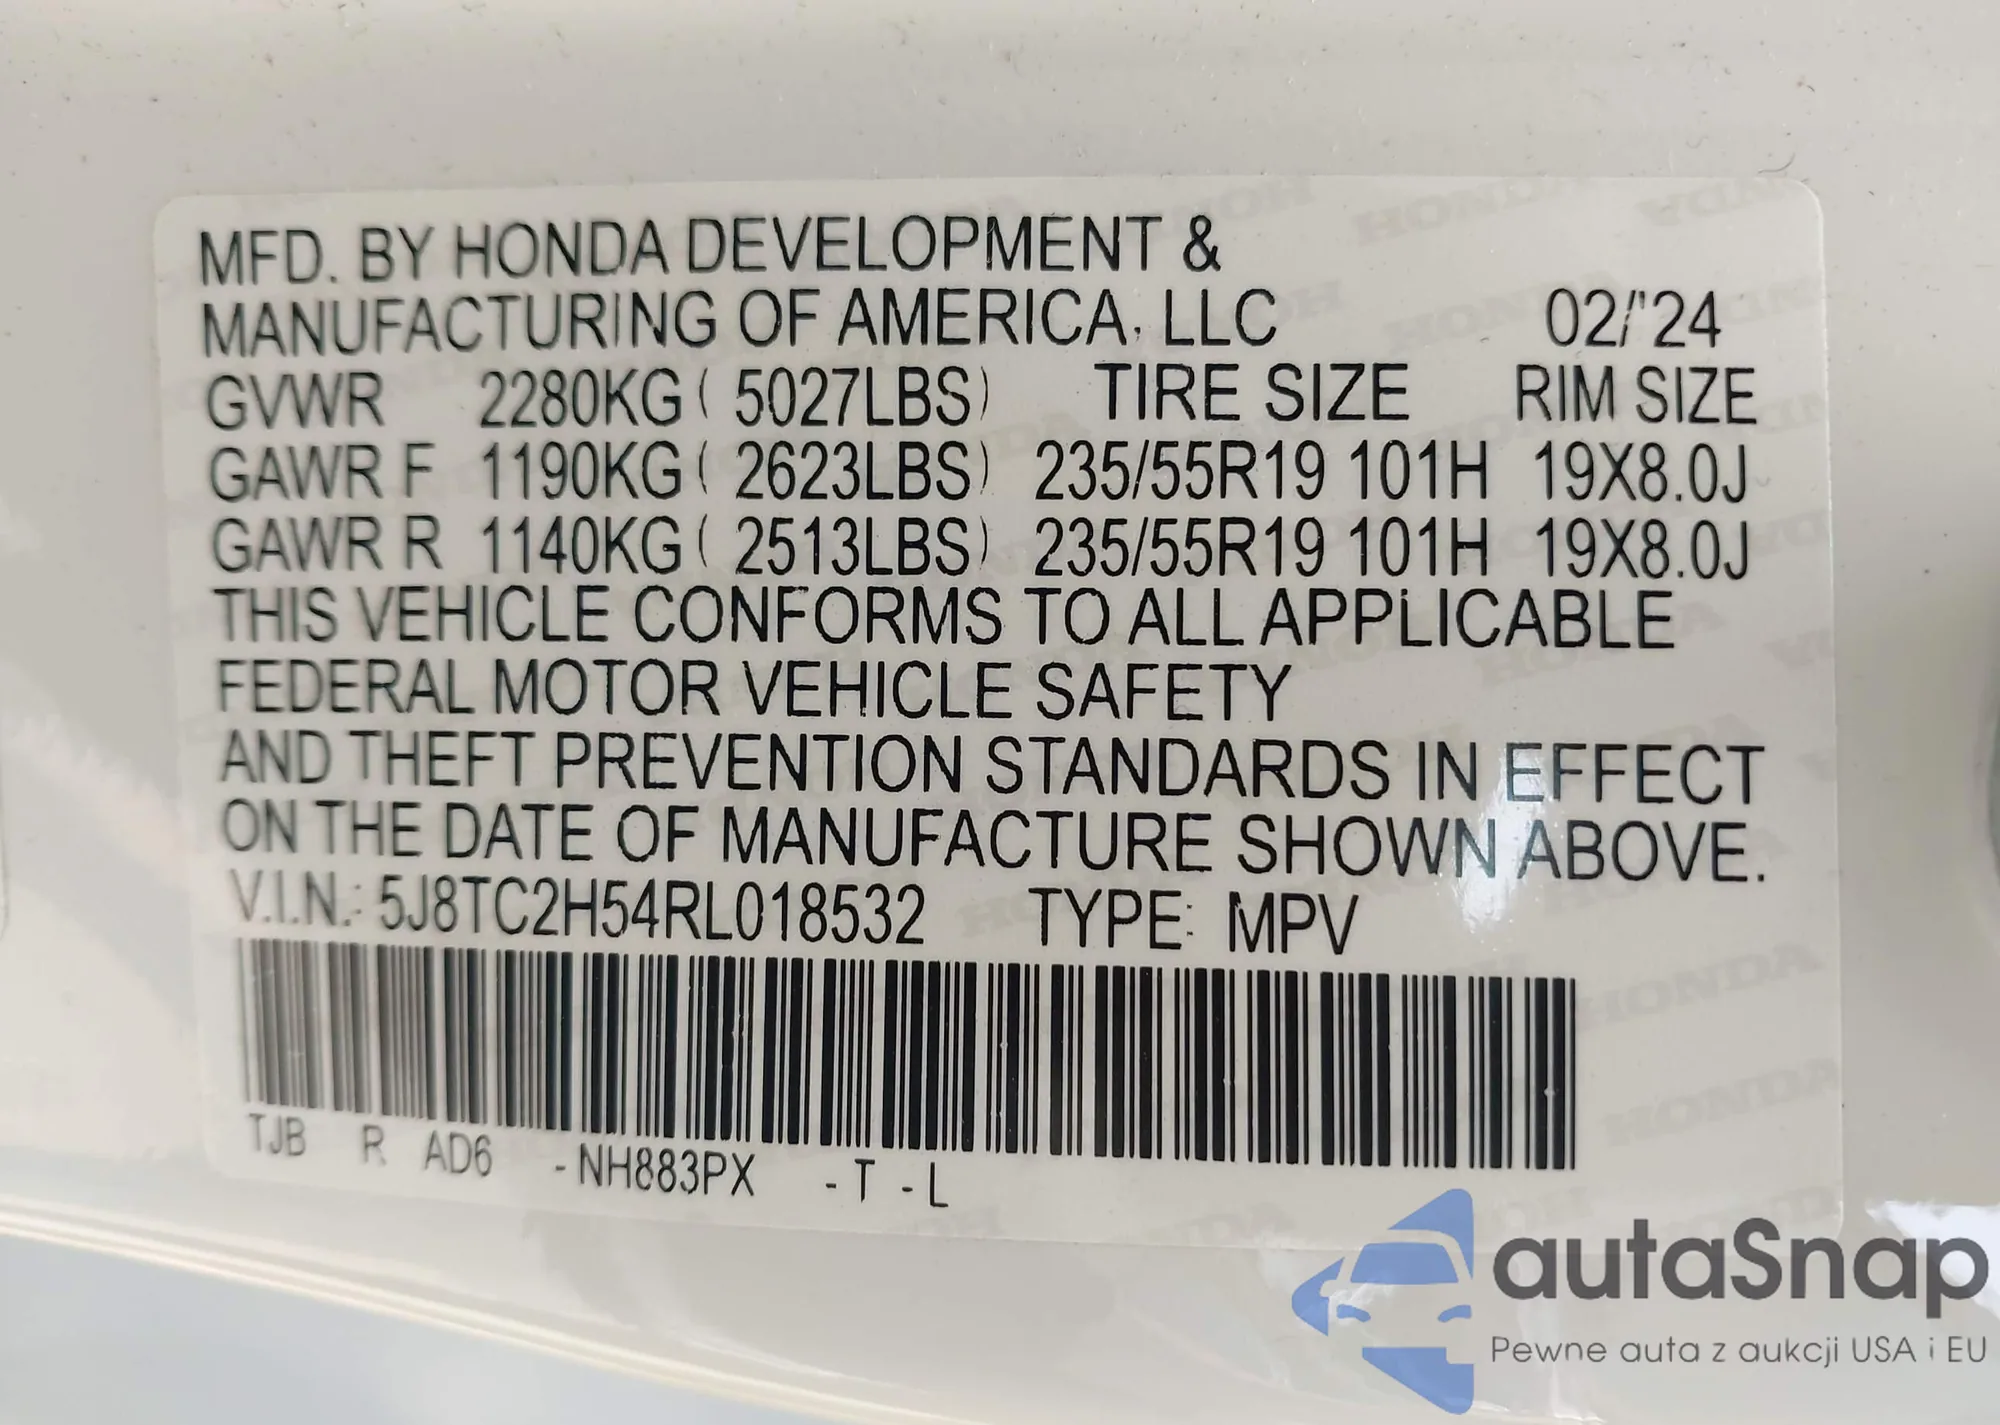 MFD. BY HONDA DEVELOPMENT &
MANUFACTURING OF AMERICA, LLC 02/'24
GVWR 2280KG ( 5027LBS) TIRE SIZE RIM SIZE
GAWR F 1190KG ( 2623LBS) 235/55R19 101H 19X8.0J
GAWR R 1140KG ( 2513LBS) 235/55R19 101H 19X8.0J
THIS VEHICLE CONFORMS TO ALL APPLICABLE
FEDERAL MOTOR VEHICLE SAFETY
AND THEFT PREVENTION STANDARDS IN EFFECT
ON THE DATE OF MANUFACTURE SHOWN ABOVE.
V.I.N.: 5J8TC2H54RL018532 TYPE: MPV
TJB R AD6 -NH883PX -T -L
autaSnap
Pewne auta z aukcji USA i EU